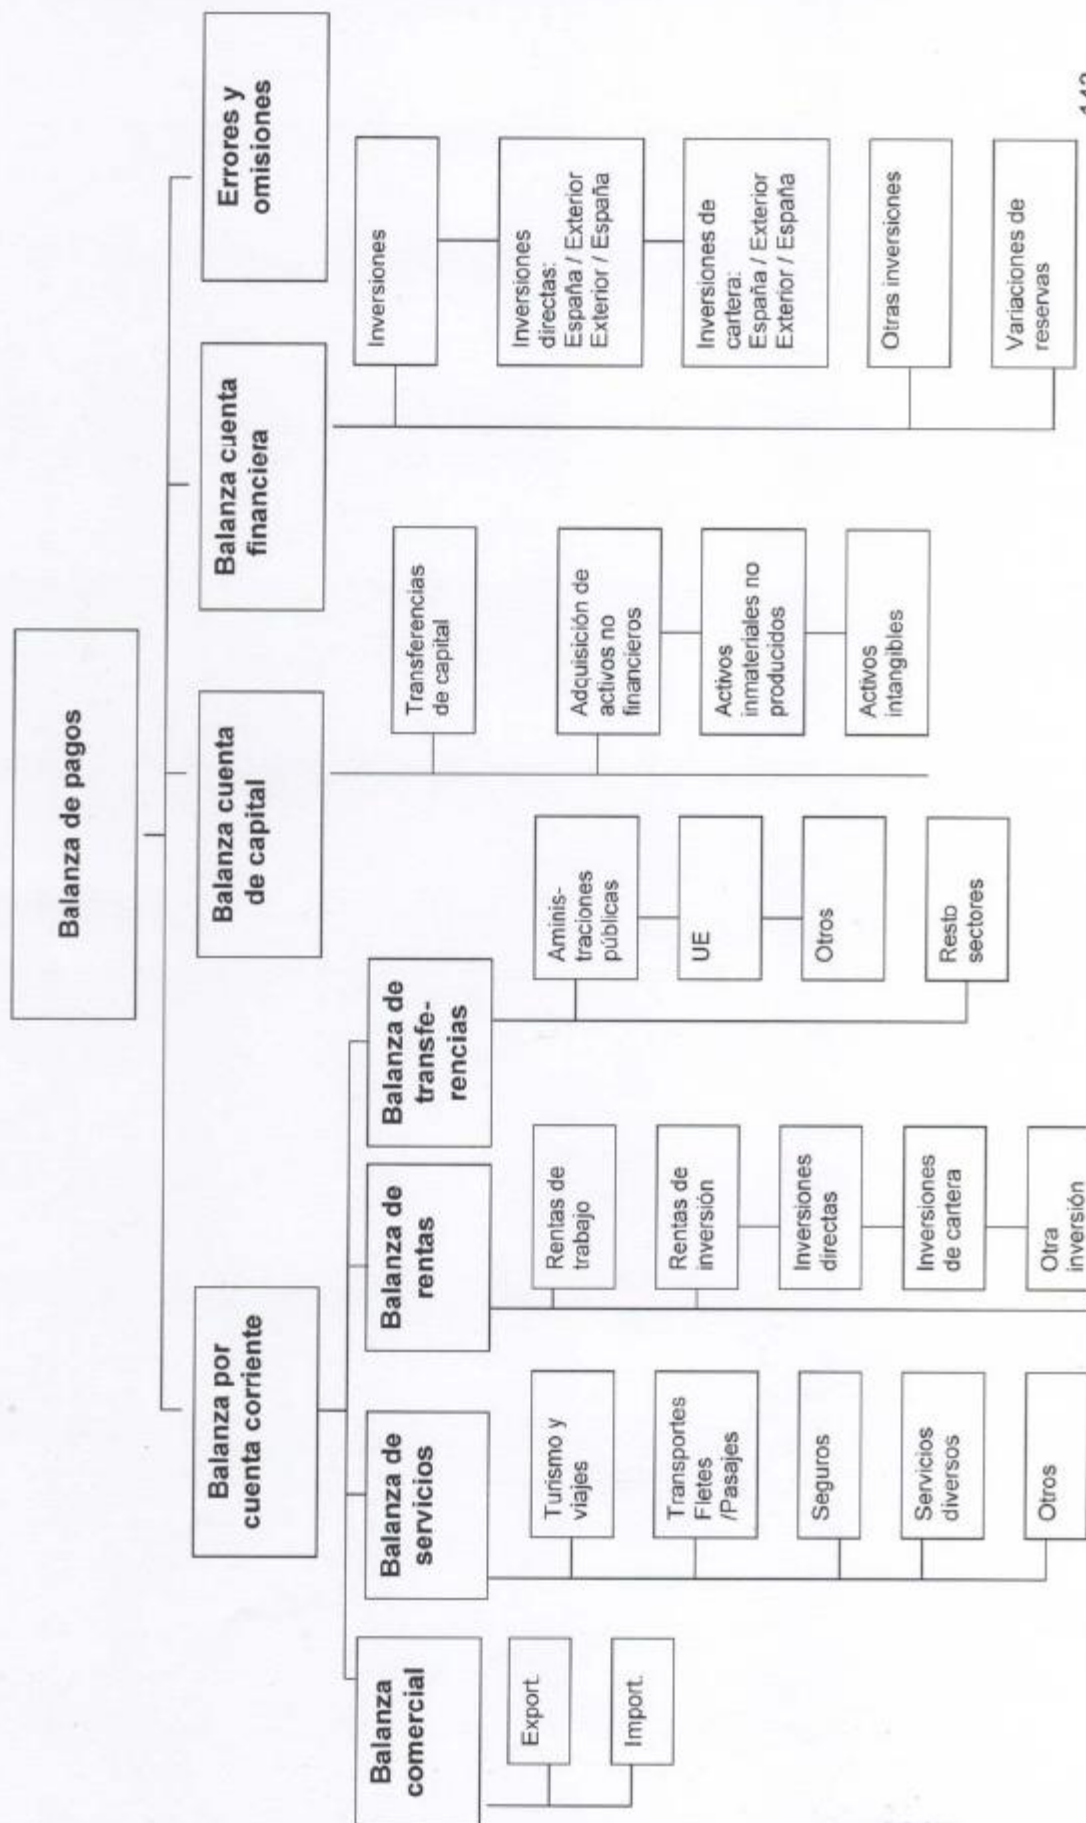 Balanza de pagos
Balanza por
cuenta corriente
Balanza cuenta
de capital
Balanza cuenta
financiera
Errores y
omisiones
Balanza
comercial
Export.
Import.
Balanza de
servicios
Turismo y
viajes
Transportes
Fletes
/Pasajes
Seguros
Servicios
diversos
Otros
Balanza de
rentas
Rentas de
trabajo
Rentas de
inversión
Inversiones
directas
Inversiones
de cartera
Otra
inversión
Balanza de
transfe-
rencias
Aminis-
traciones
públicas
UE
Otros
Resto
sectores
Transferencias
de capital
Adquisición de
activos no
financieros
Activos
inmateriales no
producidos
Activos
intangibles
Inversiones
Inversiones
directas:
España / Exterior
Exterior / España
Inversiones de
cartera:
España / Exterior
Exterior / España
Otras inversiones
Variaciones de
reservas